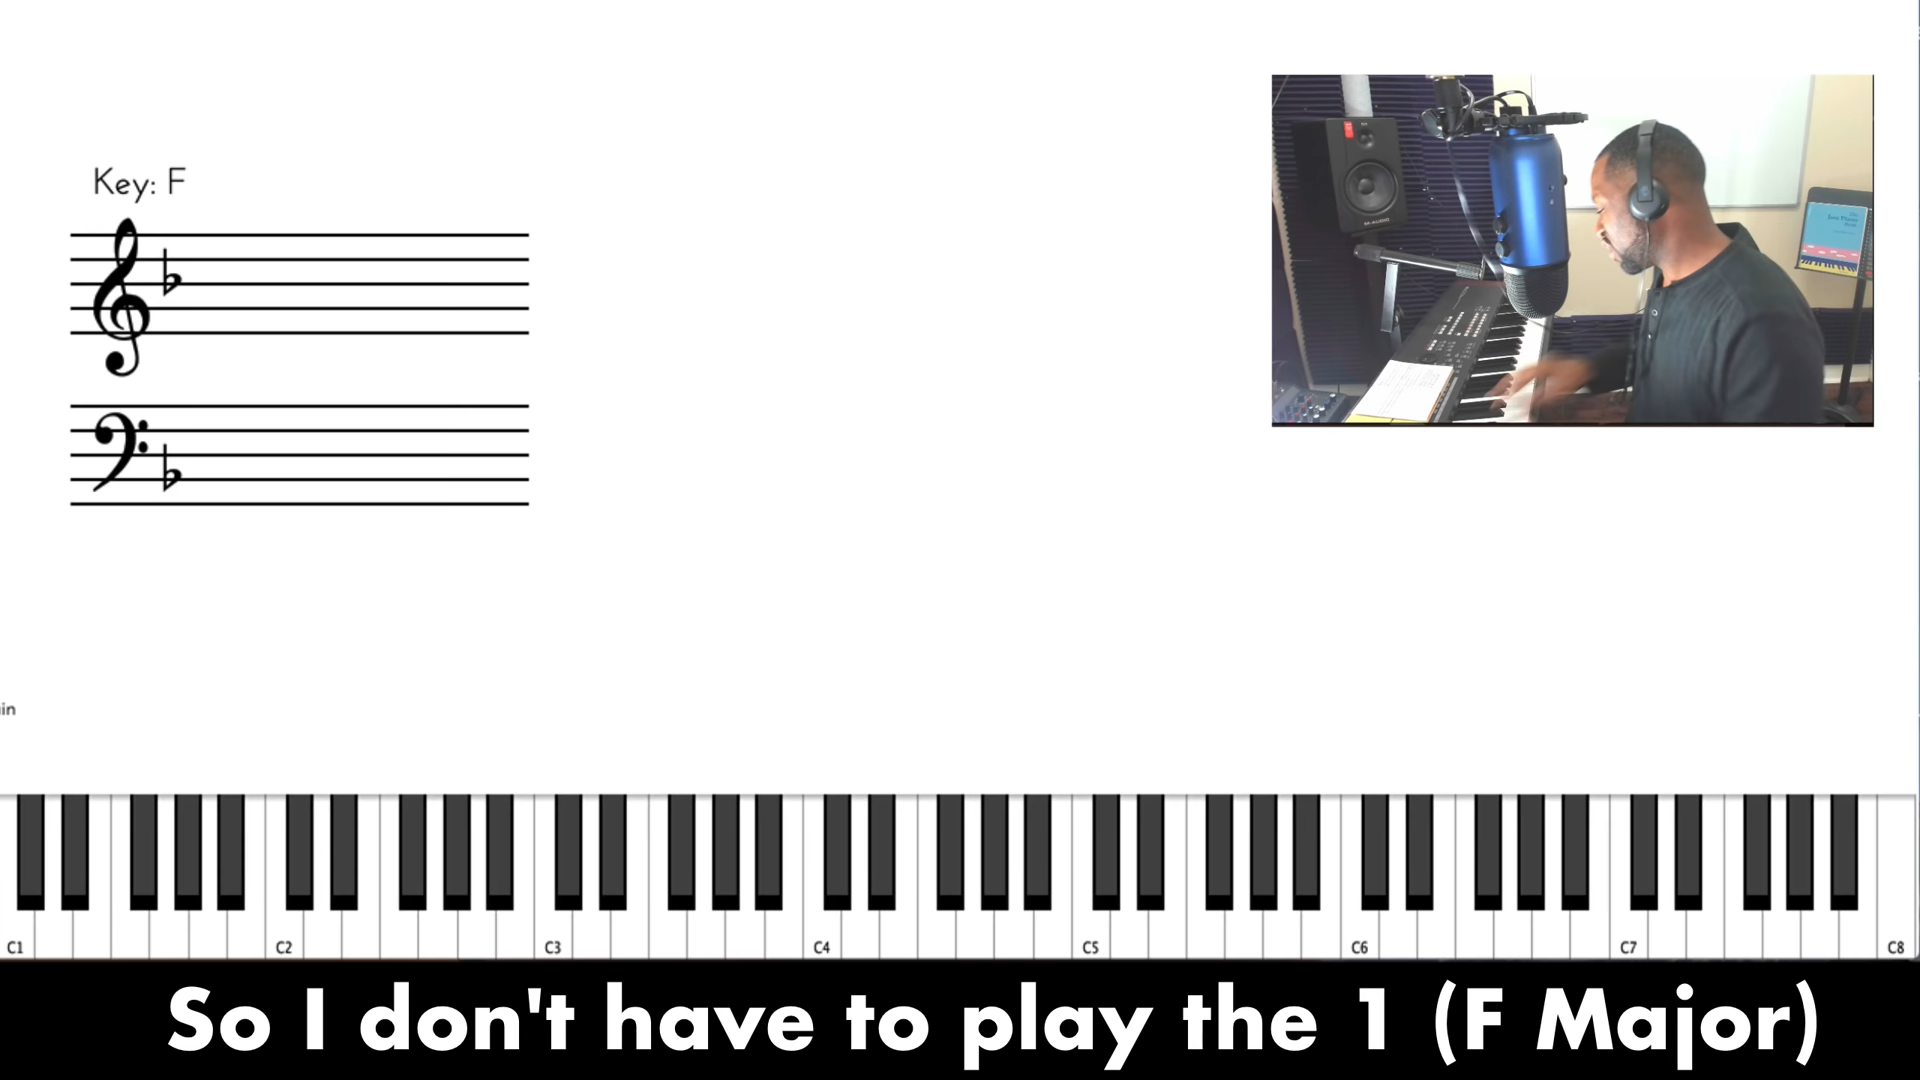 Key: F
in
C1 C2 C3 C4 C5 C6 C7 C8
So I don't have to play the 1 (F Major)